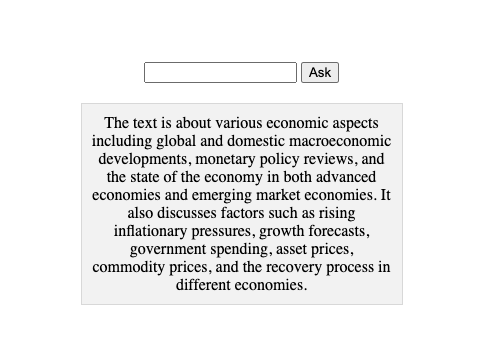 Ask
The text is about various economic aspects
including global and domestic macroeconomic
developments, monetary policy reviews, and
the state of the economy in both advanced
economies and emerging market economies. It
also discusses factors such as rising
inflationary pressures, growth forecasts,
government spending, asset prices,
commodity prices, and the recovery process in
different economies.